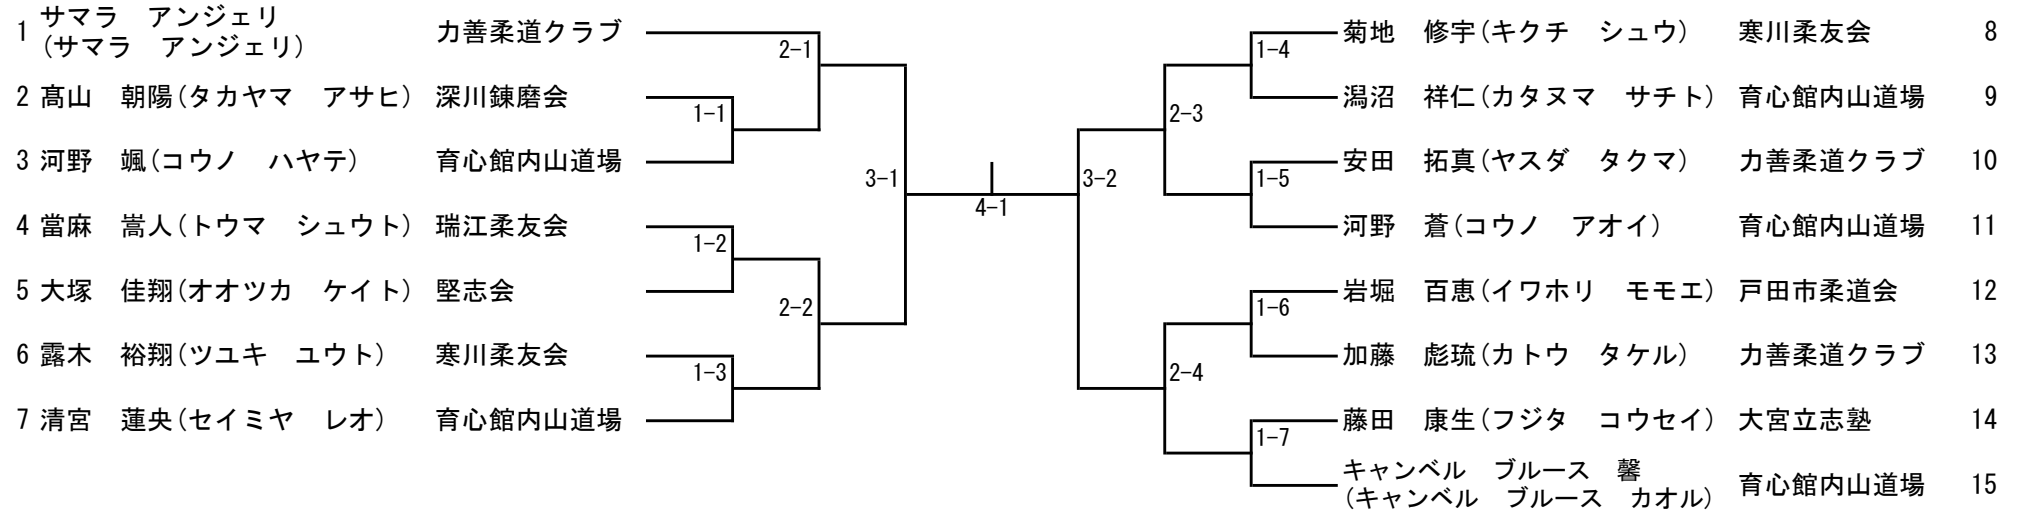 1 サマラ　アンジェリ
(サマラ　アンジェリ) 力善柔道クラブ
2 髙山　朝陽(タカヤマ　アサヒ) 深川錬磨会
3 河野　颯(コウノ　ハヤテ) 育心館内山道場
4 當麻　嵩人(トウマ　シュウト) 瑞江柔友会
5 大塚　佳翔(オオツカ　ケイト) 堅志会
6 露木　裕翔(ツユキ　ユウト) 寒川柔友会
7 清宮　蓮央(セイミヤ　レオ) 育心館内山道場
2-1
1-1
3-1
1-2
2-2
1-3
4-1
1-4
2-3
3-2
1-5
1-6
2-4
1-7
菊地　修宇(キクチ　シュウ) 寒川柔友会 8
潟沼　祥仁(カタヌマ　サチト) 育心館内山道場 9
安田　拓真(ヤスダ　タクマ) 力善柔道クラブ 10
河野　蒼(コウノ　アオイ) 育心館内山道場 11
岩堀　百恵(イワホリ　モモエ) 戸田市柔道会 12
加藤　彪琉(カトウ　タケル) 力善柔道クラブ 13
藤田　康生(フジタ　コウセイ) 大宮立志塾 14
キャンベル　ブルース　馨
(キャンベル　ブルース　カオル) 育心館内山道場 15